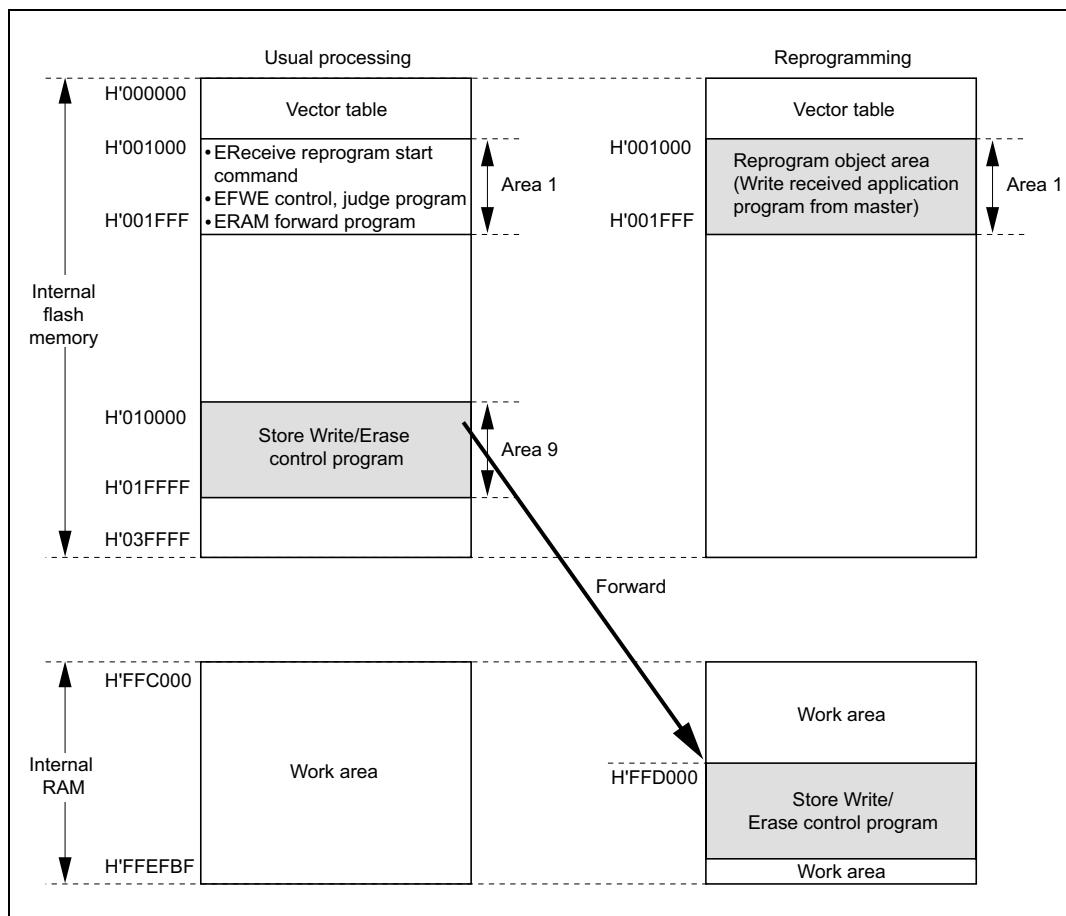 Usual processing
Reprogramming
H'000000
Vector table
Vector table
H'001000
• EReceive reprogram start
command
• EFWE control, judge program
• ERAM forward program
H'001FFF
Area 1
H'001000
Reprogram object area
(Write received application
program from master)
H'001FFF
Area 1
Internal
flash
memory
H'010000
Store Write/Erase
control program
H'01FFFF
Area 9
H'03FFFF
Forward
H'FFC000
Work area
Internal
RAM
Work area
H'FFD000
Store Write/
Erase control program
H'FFEFBF
Work area